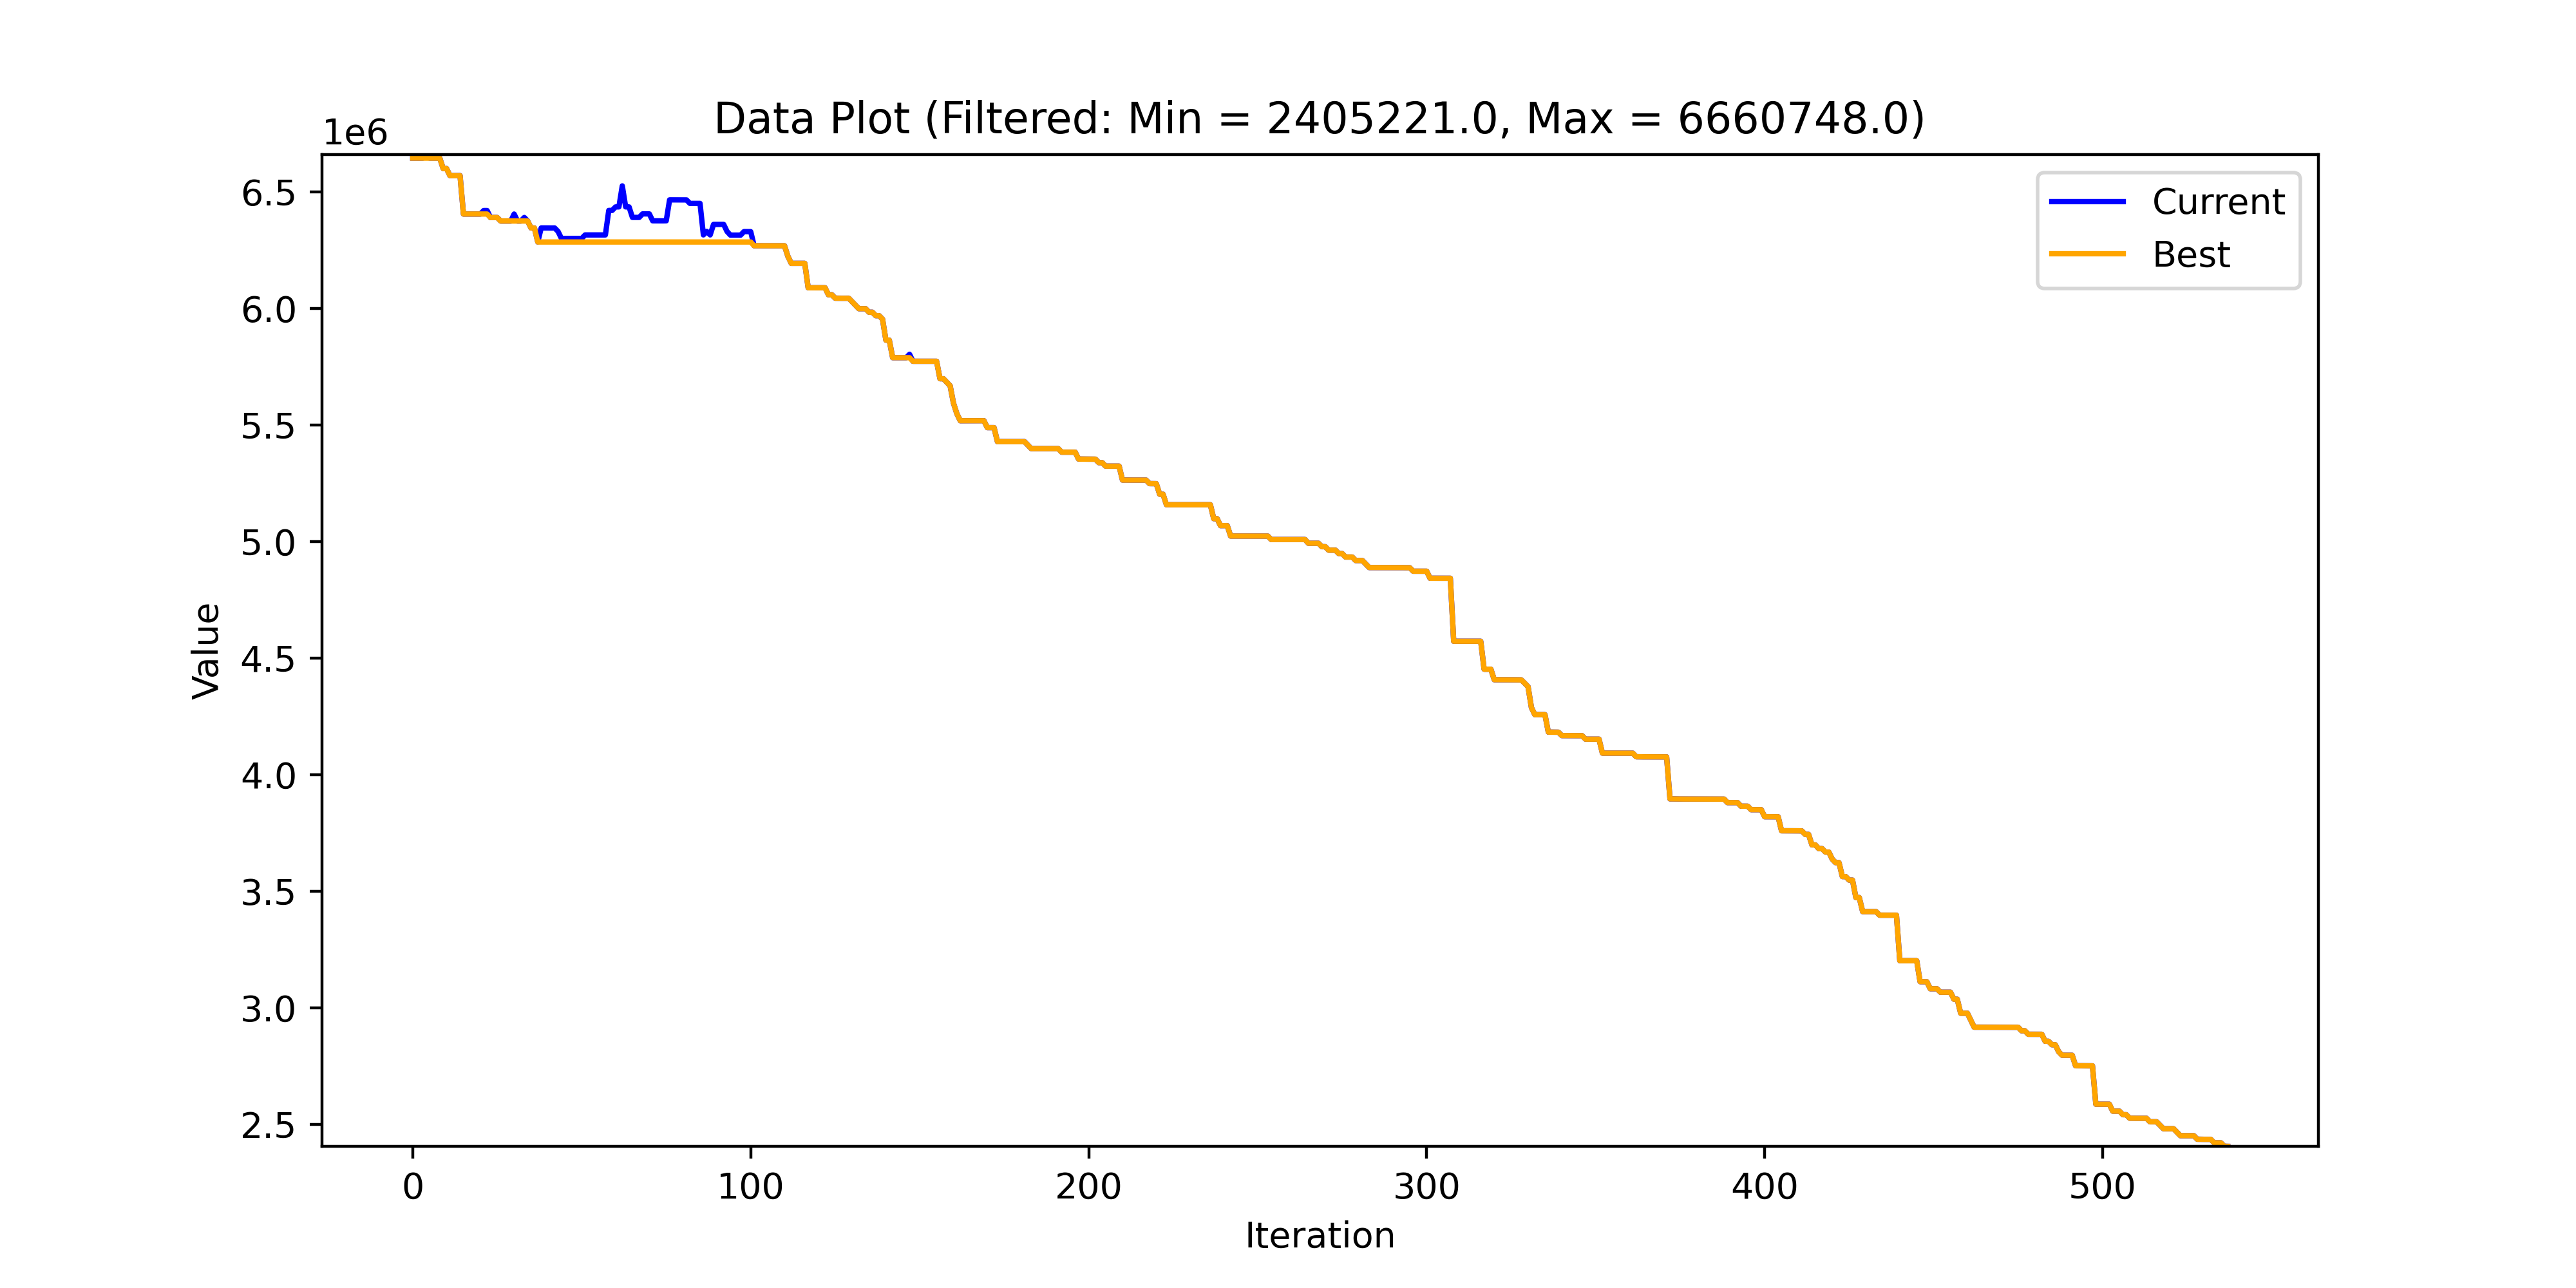 Data Plot (Filtered: Min = 2405221.0, Max = 6660748.0)
1e6
Current
Best
6.5
6.0
5.5
5.0
4.5
4.0
3.5
3.0
2.5
Value
0 100 200 300 400 500
Iteration